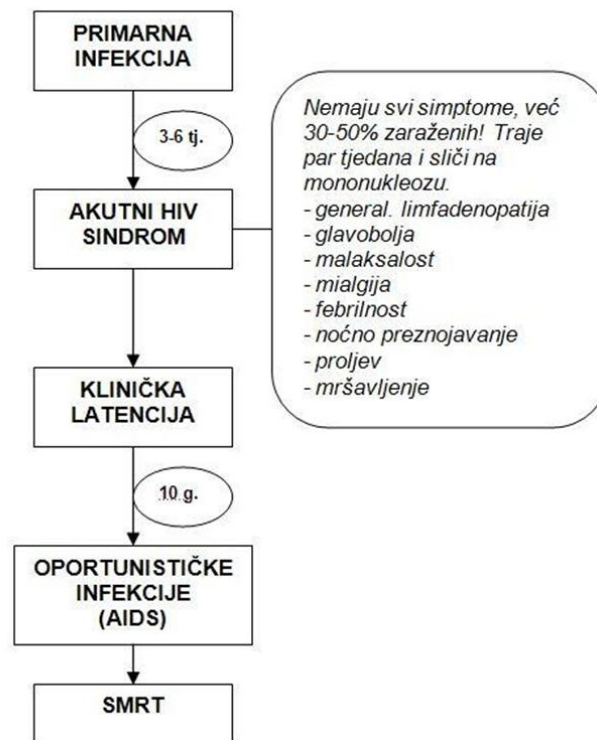 PRIMARNA
INFEKCIJA
3-6 tj.
AKUTNI HIV
SINDROM
Nemaju svi simptome, već
30-50% zaraženih! Traje
par tjedana i sliči na
mononukleozu.
- general. limfadenopatija
- glavobolja
- malaksalost
- mialgija
- febrilnost
- noćno preznojavanje
- proljev
- mršavljenje
KLINIČKA
LATENCIJA
10 g.
OPORTUNISTIČKE
INFEKCIJE
(AIDS)
SMRT